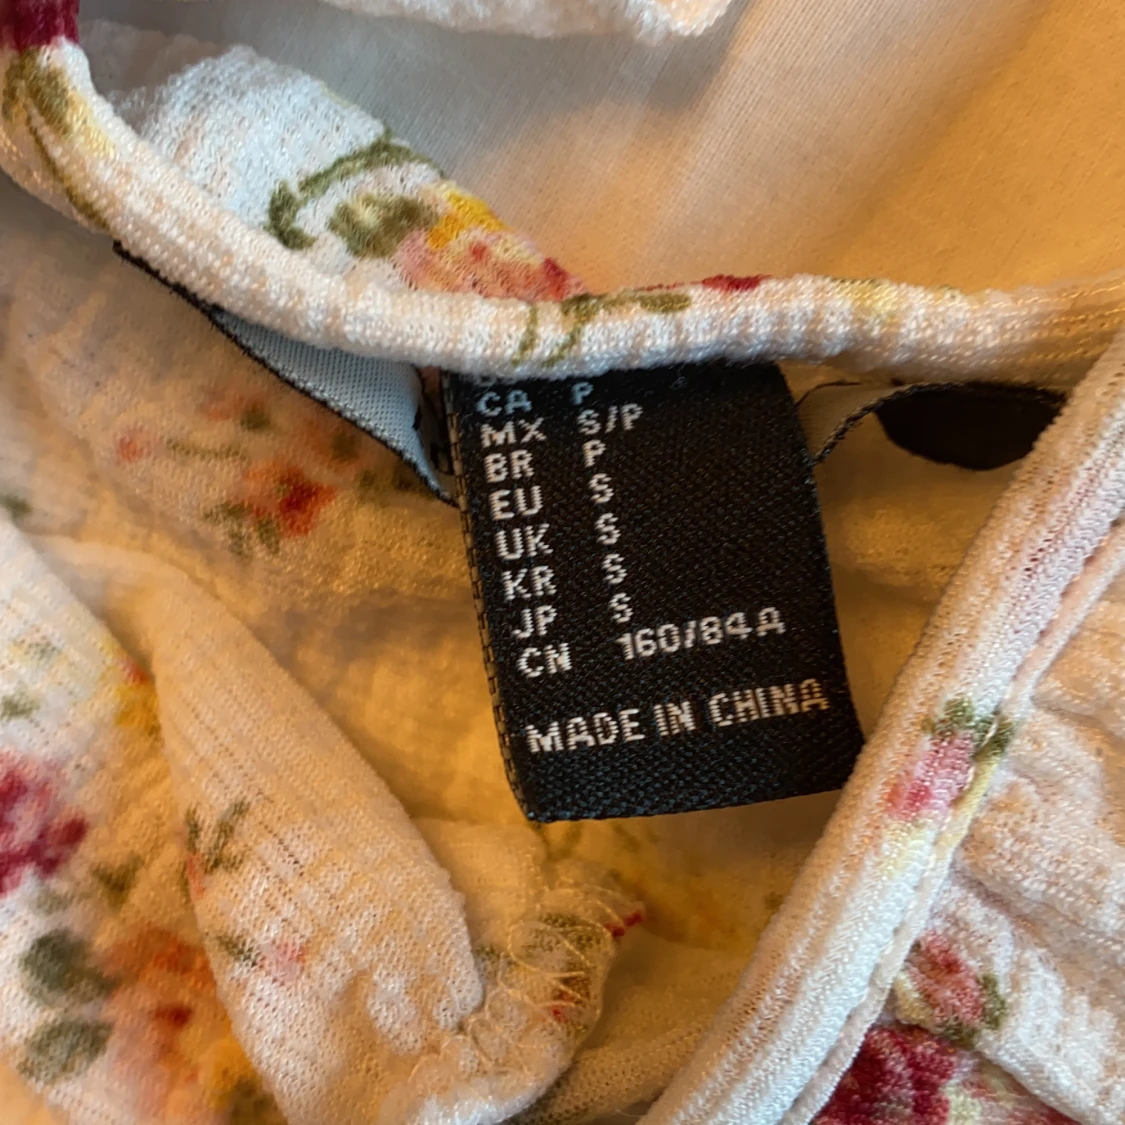 CA P
MX S/P
BR P
EU S
UK S
KR S
JP S
CN 160/84A
MADE IN CHINA